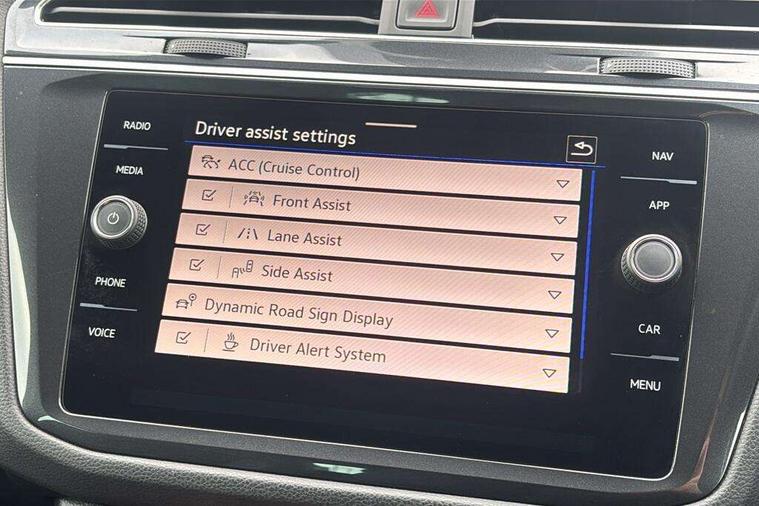 RADIO
MEDIA
PHONE
VOICE
Driver assist settings
ACC (Cruise Control)
Front Assist
Lane Assist
Side Assist
Dynamic Road Sign Display
Driver Alert System
NAV
APP
CAR
MENU